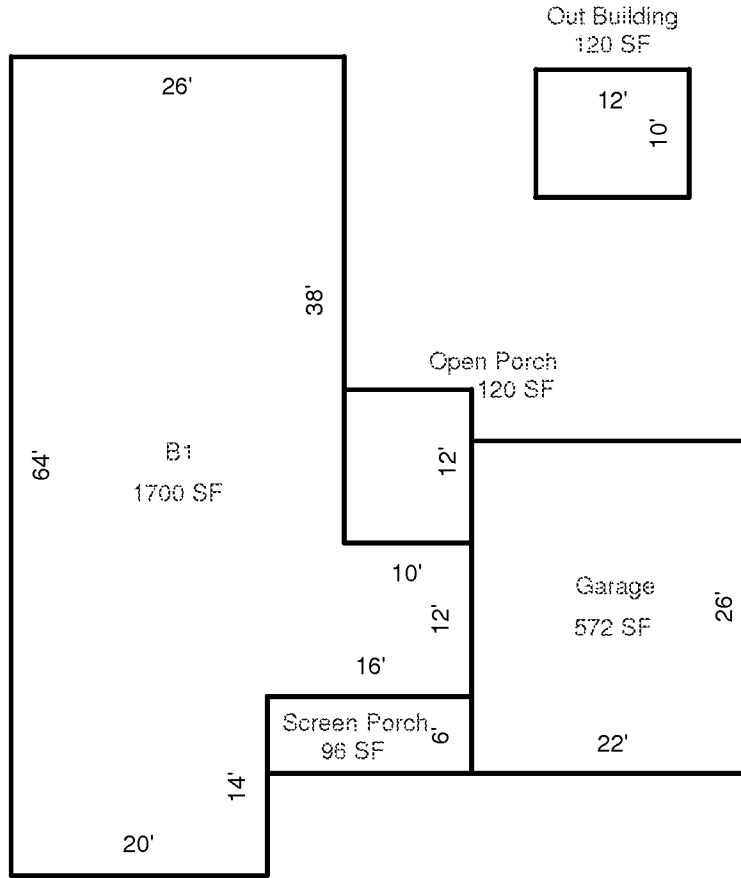 Out Building
120 SF
26'
12'
10'
38'
Open Porch
120 SF
12'
64'
B1
1700 SF
10'
12'
Garage
572 SF
26'
16'
Screen Porch
96 SF
6'
22'
14'
20'